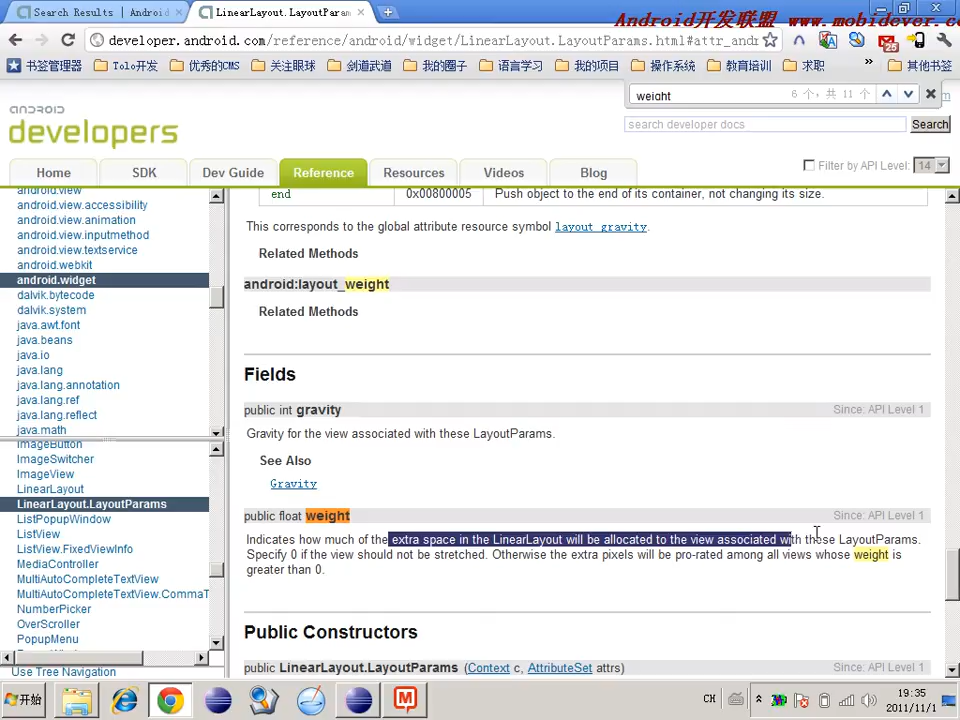 Search Results | Android
LinearLayout.LayoutParam
Android开发联盟 www.mobidever.co
developer.android.com/reference/android/widget/LinearLayout.LayoutParams.html#attr_andr
25
书签管理器 Tolo开发 优秀的CMS 关注眼球 剑道武道 我的圈子 语言学习 我的项目 操作系统 教育培训 求职 » 其他书签
weight 6 个，共 11 个
android
developers
search developer docs Search
Home SDK Dev Guide Reference Resources Videos Blog
Filter by API Level: 14
android.view
android.view.accessibility
android.view.animation
android.view.inputmethod
android.view.textservice
android.webkit
android.widget
dalvik.bytecode
dalvik.system
java.awt.font
java.beans
java.io
java.lang
java.lang.annotation
java.lang.ref
java.lang.reflect
java.math
ImageButton
ImageSwitcher
ImageView
LinearLayout
LinearLayout.LayoutParams
ListPopupWindow
ListView
ListView.FixedViewInfo
MediaController
MultiAutoCompleteTextView
MultiAutoCompleteTextView.CommaT
NumberPicker
OverScroller
PopupMenu
Use Tree Navigation
end 0x00800005 Push object to the end of its container, not changing its size.
This corresponds to the global attribute resource symbol layout_gravity.
Related Methods
android:layout_weight
Related Methods
Fields
public int gravity Since: API Level 1
Gravity for the view associated with these LayoutParams.
See Also
Gravity
public float weight Since: API Level 1
Indicates how much of the extra space in the LinearLayout will be allocated to the view associated with these LayoutParams.
Specify 0 if the view should not be stretched. Otherwise the extra pixels will be pro-rated among all views whose weight is
greater than 0.
Public Constructors
public LinearLayout.LayoutParams (Context c, AttributeSet attrs) Since: API Level 1
开始
CH
19:35
2011/11/1